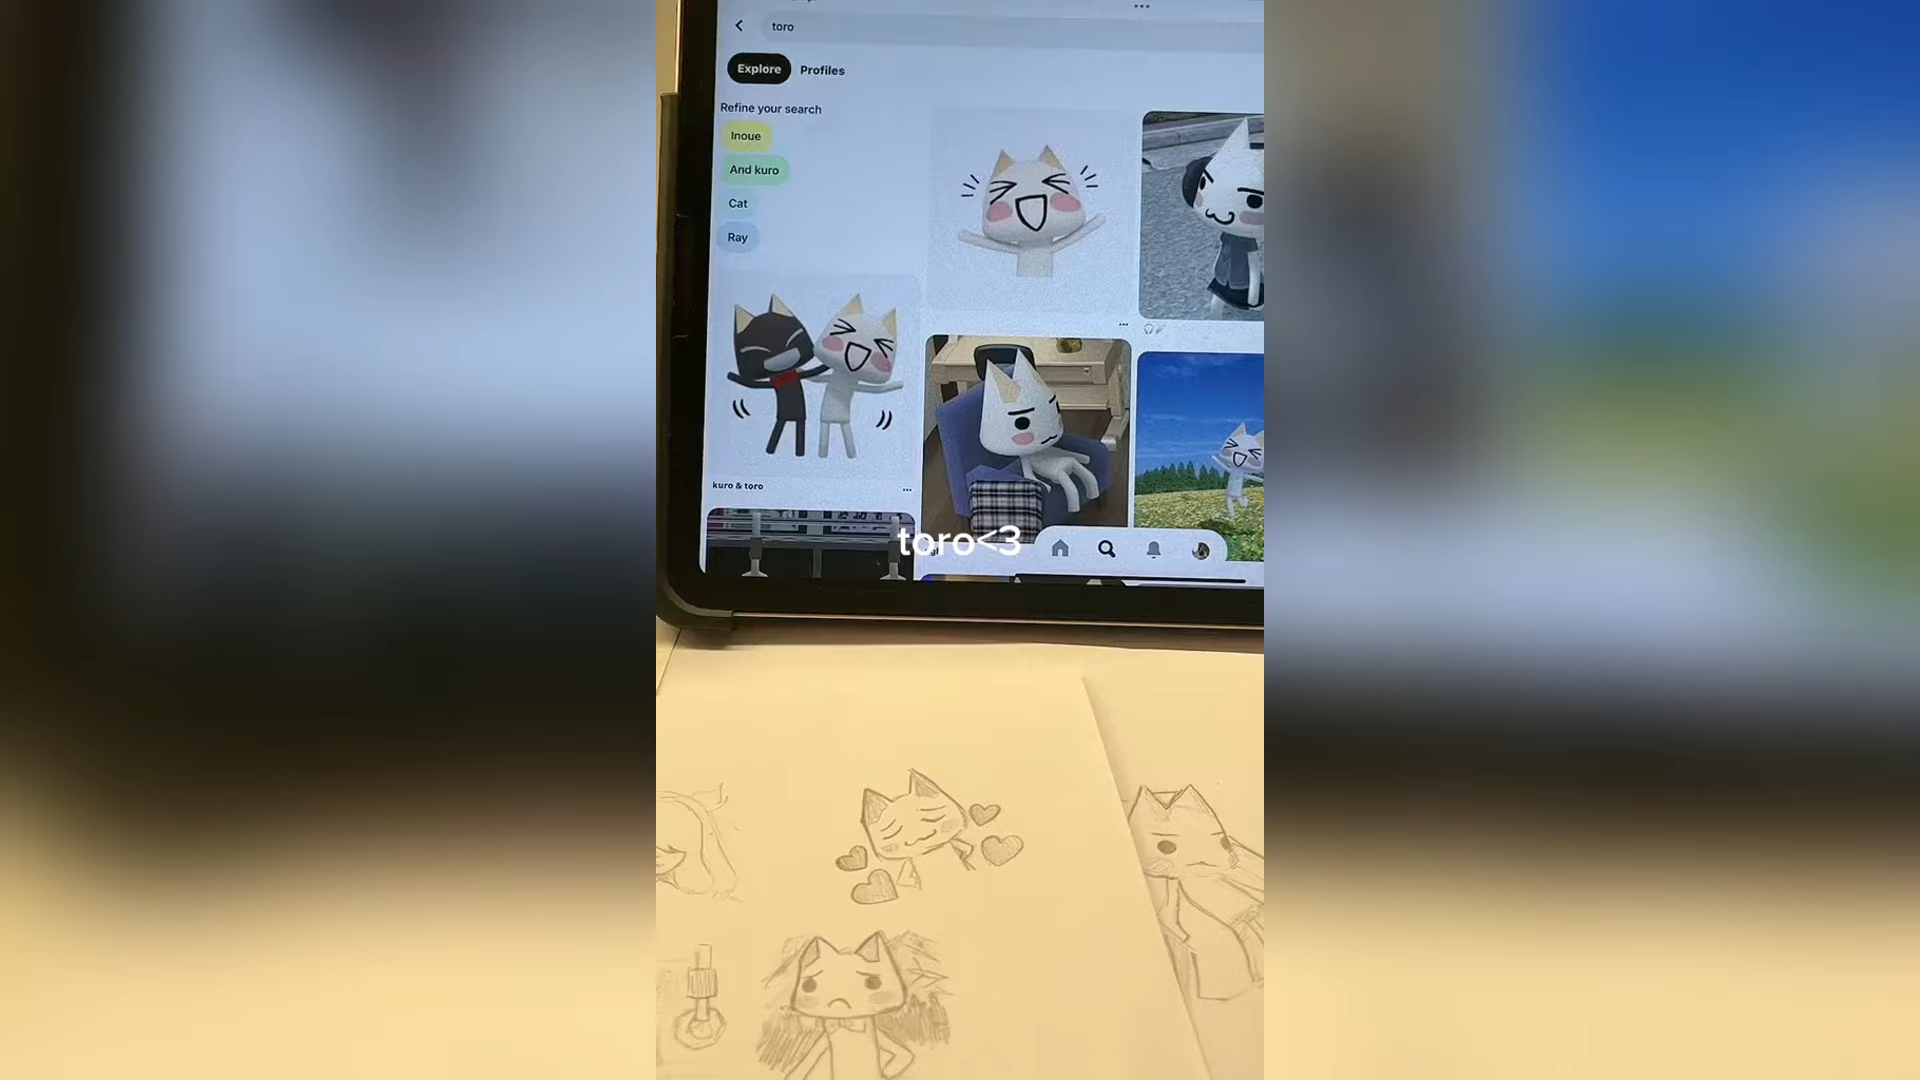 toro
Explore Profiles
Refine your search
Inoue
And kuro
Cat
Ray
kuro & toro
toro<3